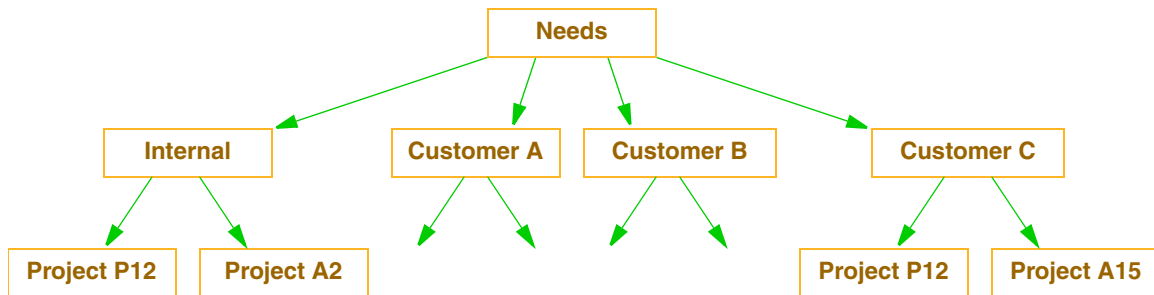 Needs
Internal
Customer A
Customer B
Customer C
Project P12
Project A2
Project P12
Project A15